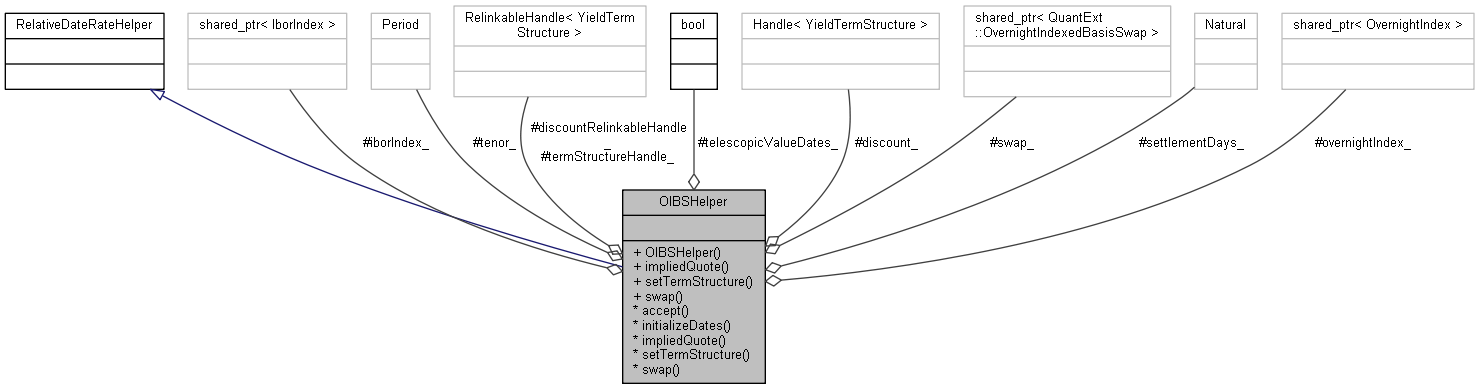 RelativeDateRateHelper
shared_ptr< IborIndex >
Period
RelinkableHandle< YieldTerm
Structure >
bool
Handle< YieldTermStructure >
shared_ptr< QuantExt
::OvernightIndexedBasisSwap >
Natural
shared_ptr< OvernightIndex >
#iborIndex_
#tenor_
#discountRelinkableHandle
_
#termStructureHandle_
#telescopicValueDates_
#discount_
#swap_
#settlementDays_
#overnightIndex_
OIBSHelper
+ OIBSHelper()
+ impliedQuote()
+ setTermStructure()
+ swap()
* accept()
* initializeDates()
* impliedQuote()
* setTermStructure()
* swap()